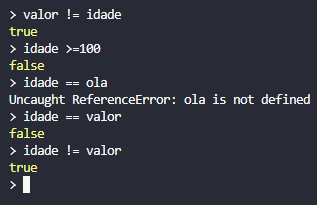 > valor != idade
true
> idade >=100
false
> idade == ola
Uncaught ReferenceError: ola is not defined
> idade == valor
false
> idade != valor
true
>